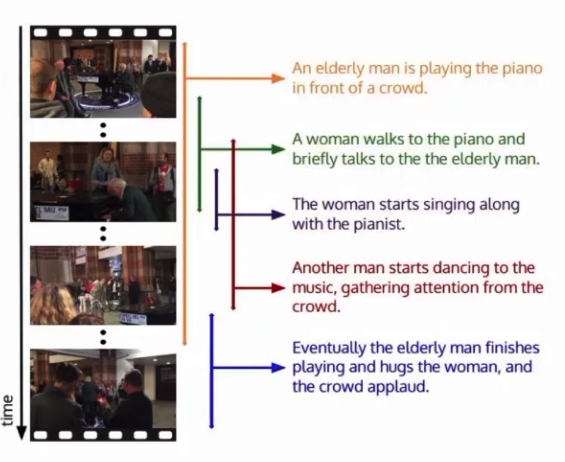 An elderly man is playing the piano
in front of a crowd.
A woman walks to the piano and
briefly talks to the the elderly man.
The woman starts singing along
with the pianist.
Another man starts dancing to the
music, gathering attention from the
crowd.
Eventually the elderly man finishes
playing and hugs the woman, and
the crowd applaud.
time